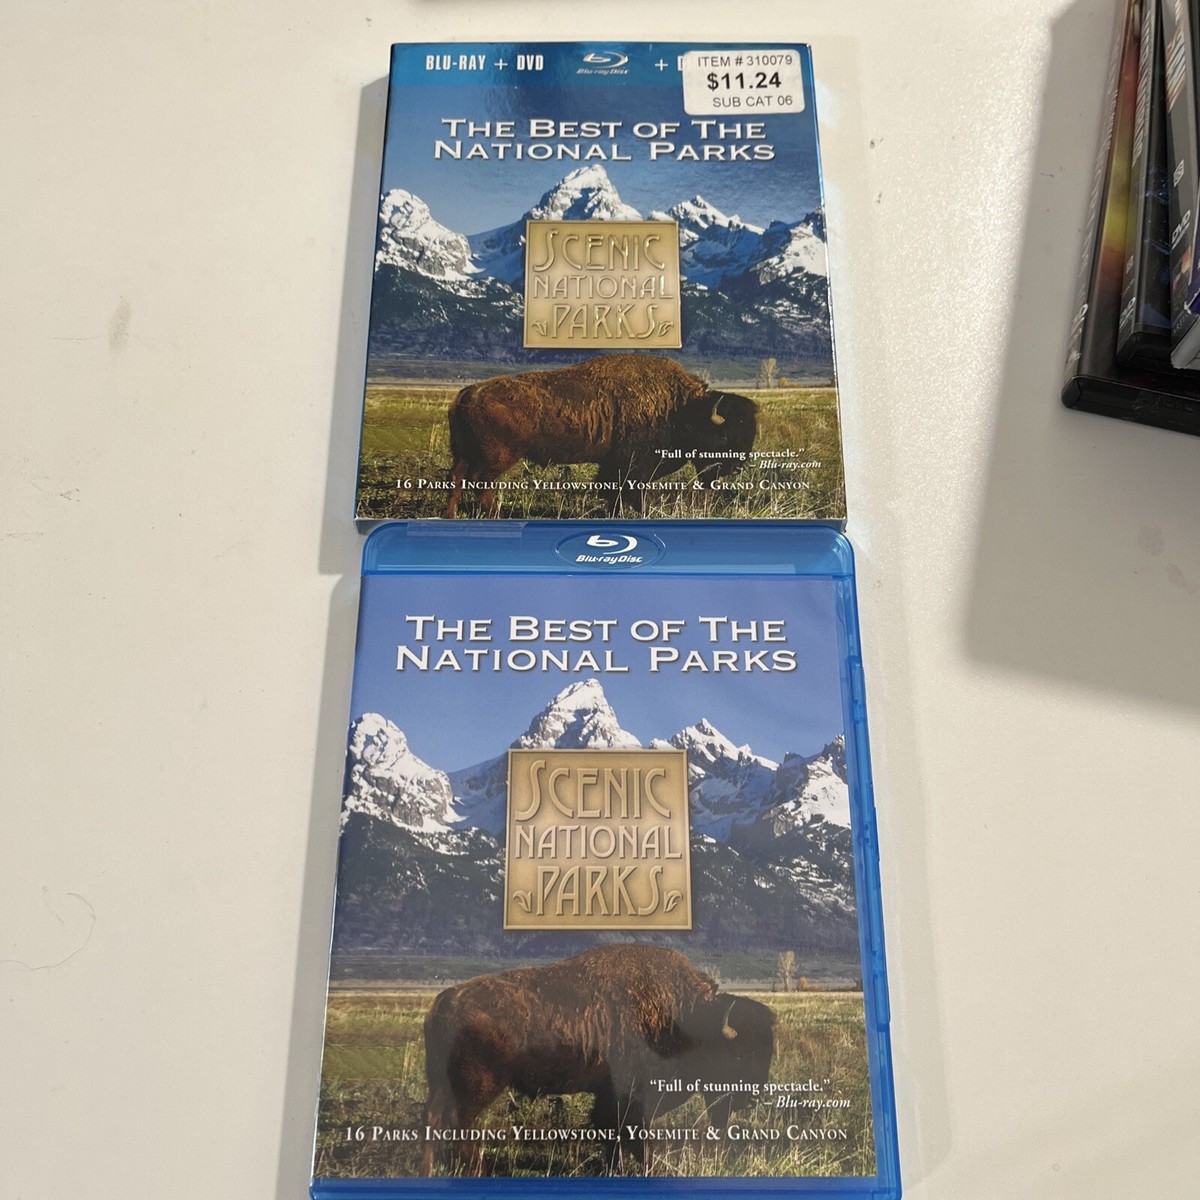 BLU-RAY + DVD
Blu-ray Disc
+
ITEM # 310079
$11.24
SUB CAT 06
THE BEST OF THE
NATIONAL PARKS
SCENIC
NATIONAL
PARKS
"Full of stunning spectacle."
– Blu-ray.com
16 PARKS INCLUDING YELLOWSTONE, YOSEMITE & GRAND CANYON
Blu-ray Disc
THE BEST OF THE
NATIONAL PARKS
SCENIC
NATIONAL
PARKS
"Full of stunning spectacle."
– Blu-ray.com
16 PARKS INCLUDING YELLOWSTONE, YOSEMITE & GRAND CANYON